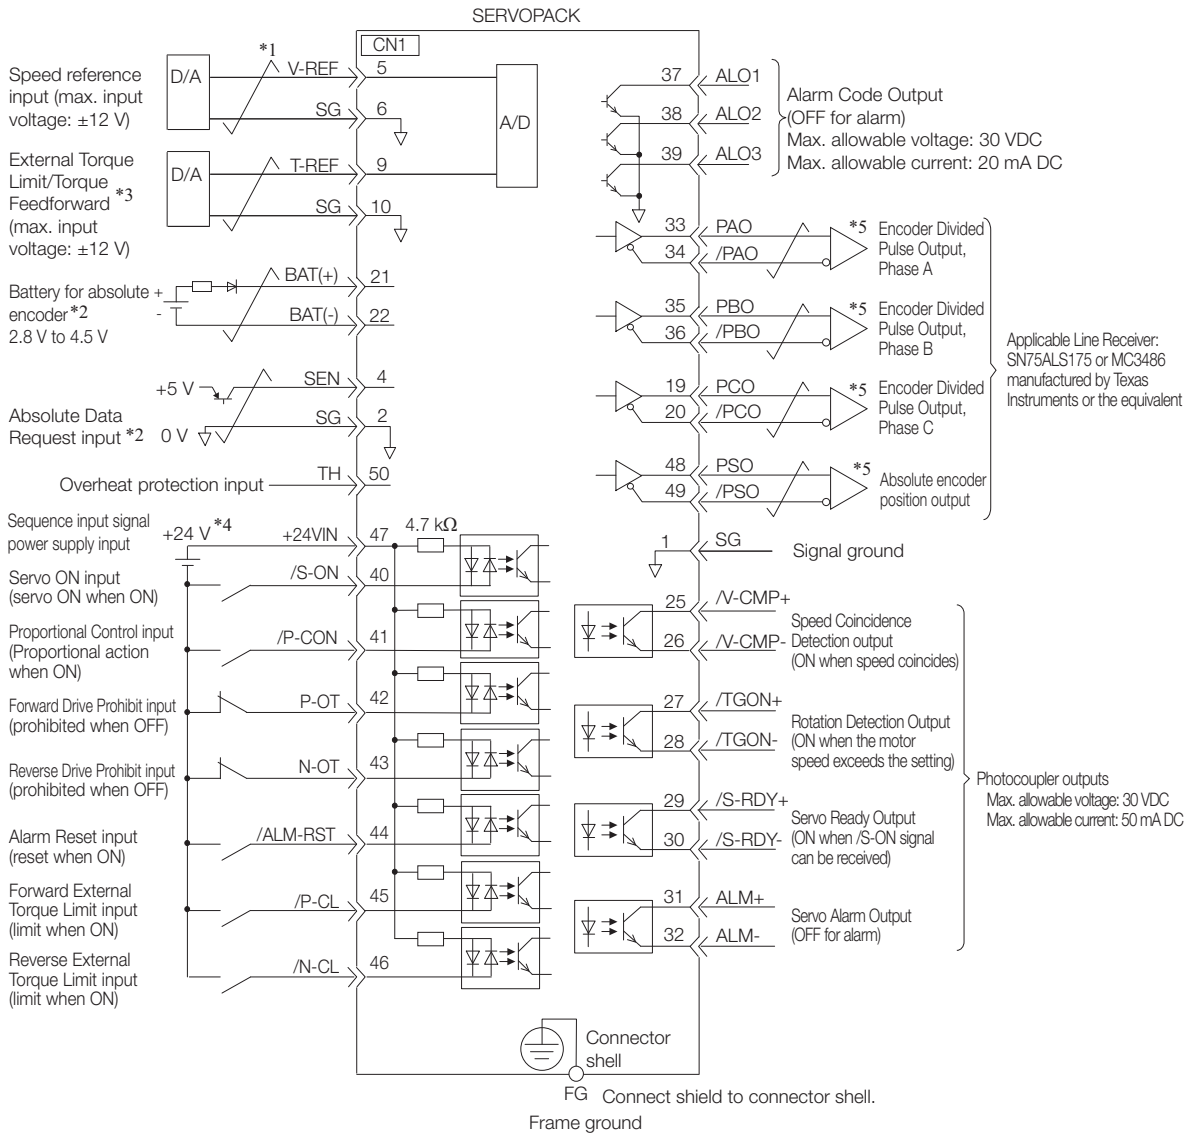 SERVOPACK
CN1
Speed reference
input (max. input
voltage: ±12 V)
D/A
*1
V-REF
5
SG
6
A/D
External Torque
Limit/Torque
Feedforward *3
(max. input
voltage: ±12 V)
D/A
T-REF
9
SG
10
Battery for absolute
encoder*2
2.8 V to 4.5 V
+
-
BAT(+)
21
BAT(-)
22
+5 V
SEN
4
Absolute Data
Request input *2
0 V
SG
2
Overheat protection input
TH
50
Sequence input signal
power supply input
+24 V *4
+24VIN
47
4.7 kΩ
Servo ON input
(servo ON when ON)
/S-ON
40
Proportional Control input
(Proportional action
when ON)
/P-CON
41
Forward Drive Prohibit input
(prohibited when OFF)
P-OT
42
Reverse Drive Prohibit input
(prohibited when OFF)
N-OT
43
Alarm Reset input
(reset when ON)
/ALM-RST
44
Forward External
Torque Limit input
(limit when ON)
/P-CL
45
Reverse External
Torque Limit input
(limit when ON)
/N-CL
46
37
ALO1
38
ALO2
39
ALO3
Alarm Code Output
(OFF for alarm)
Max. allowable voltage: 30 VDC
Max. allowable current: 20 mA DC
33
PAO
34
/PAO
*5
Encoder Divided
Pulse Output,
Phase A
35
PBO
36
/PBO
*5
Encoder Divided
Pulse Output,
Phase B
19
PCO
20
/PCO
*5
Encoder Divided
Pulse Output,
Phase C
48
PSO
49
/PSO
*5
Absolute encoder
position output
Applicable Line Receiver:
SN75ALS175 or MC3486
manufactured by Texas
Instruments or the equivalent
1
SG
Signal ground
25
/V-CMP+
26
/V-CMP-
Speed Coincidence
Detection output
(ON when speed coincides)
27
/TGON+
28
/TGON-
Rotation Detection Output
(ON when the motor
speed exceeds the setting)
29
/S-RDY+
30
/S-RDY-
Servo Ready Output
(ON when /S-ON signal
can be received)
31
ALM+
32
ALM-
Servo Alarm Output
(OFF for alarm)
Photocoupler outputs
Max. allowable voltage: 30 VDC
Max. allowable current: 50 mA DC
Connector
shell
FG
Connect shield to connector shell.
Frame ground